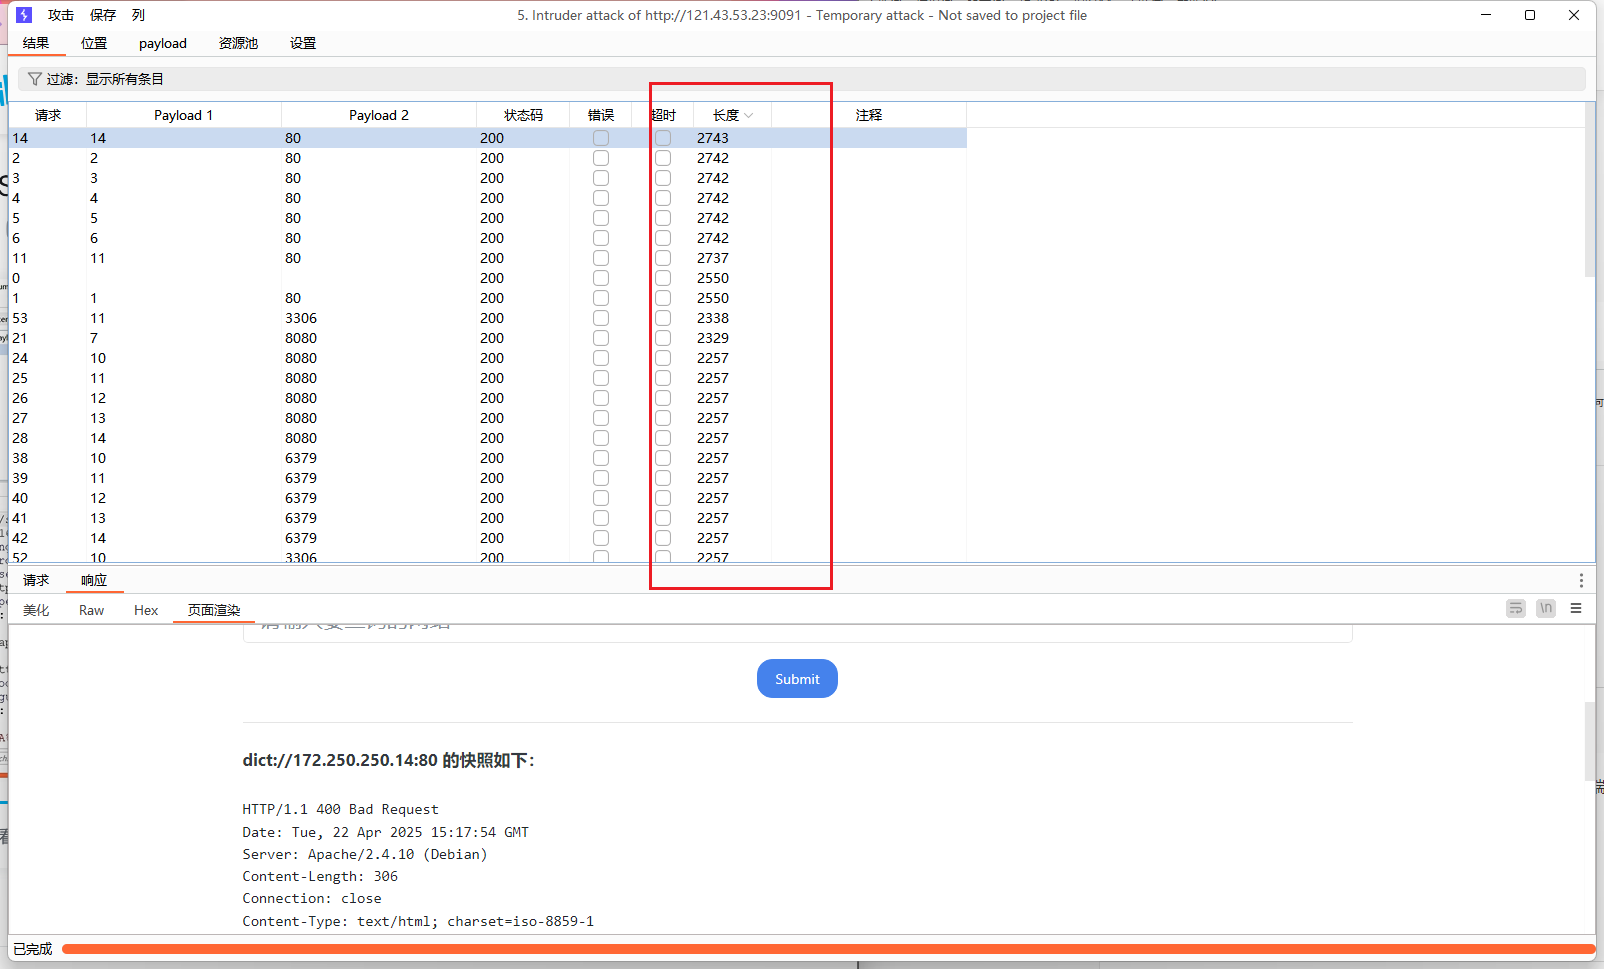 攻击 保存 列 5. Intruder attack of http://121.43.53.23:9091 - Temporary attack - Not saved to project file
结果 位置 payload 资源池 设置
过滤：显示所有条目
请求 Payload 1 Payload 2 状态码 错误 超时 长度 注释
14 14 80 200 2743
2 2 80 200 2742
3 3 80 200 2742
4 4 80 200 2742
5 5 80 200 2742
6 6 80 200 2742
11 11 80 200 2737
0 200 2550
1 1 80 200 2550
53 11 3306 200 2338
21 7 8080 200 2329
24 10 8080 200 2257
25 11 8080 200 2257
26 12 8080 200 2257
27 13 8080 200 2257
28 14 8080 200 2257
38 10 6379 200 2257
39 11 6379 200 2257
40 12 6379 200 2257
41 13 6379 200 2257
42 14 6379 200 2257
52 10 3306 200 2257
请求 响应
美化 Raw Hex 页面渲染 \n
Submit
dict://172.250.250.14:80 的快照如下：
HTTP/1.1 400 Bad Request
Date: Tue, 22 Apr 2025 15:17:54 GMT
Server: Apache/2.4.10 (Debian)
Content-Length: 306
Connection: close
Content-Type: text/html; charset=iso-8859-1
已完成